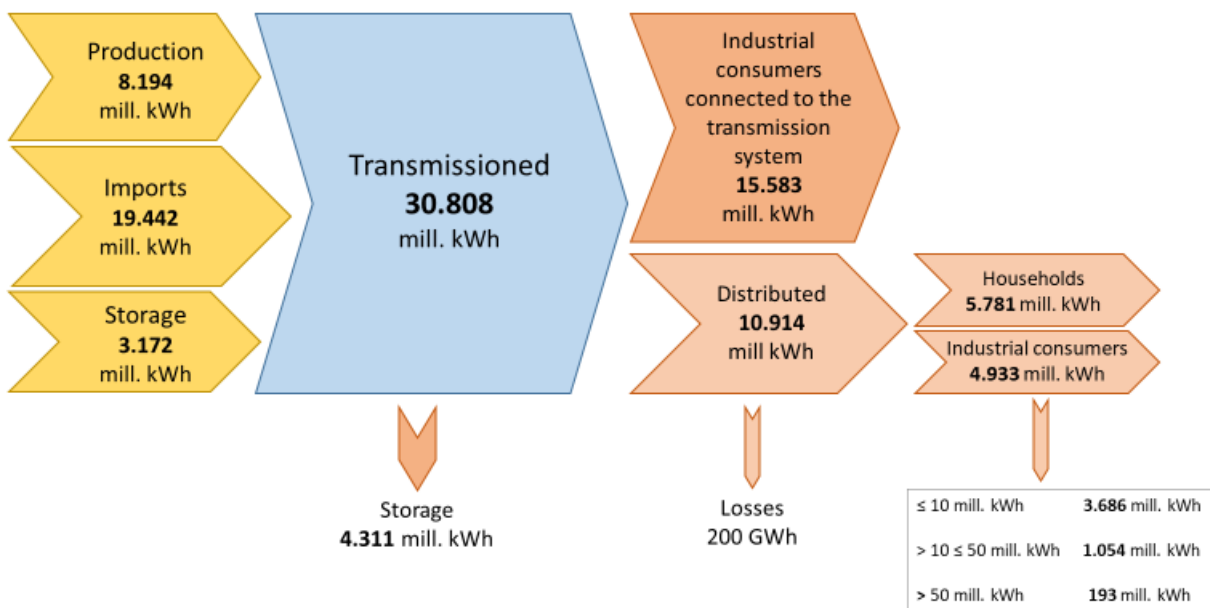 Production
8.194
mill. kWh
Imports
19.442
mill. kWh
Storage
3.172
mill. kWh
Transmissioned
30.808
mill. kWh
Industrial
consumers
connected to the
transmission
system
15.583
mill. kWh
Distributed
10.914
mill kWh
Households
5.781 mill. kWh
Industrial consumers
4.933 mill. kWh
Storage
4.311 mill. kWh
Losses
200 GWh
≤ 10 mill. kWh 3.686 mill. kWh
> 10 ≤ 50 mill. kWh 1.054 mill. kWh
> 50 mill. kWh 193 mill. kWh